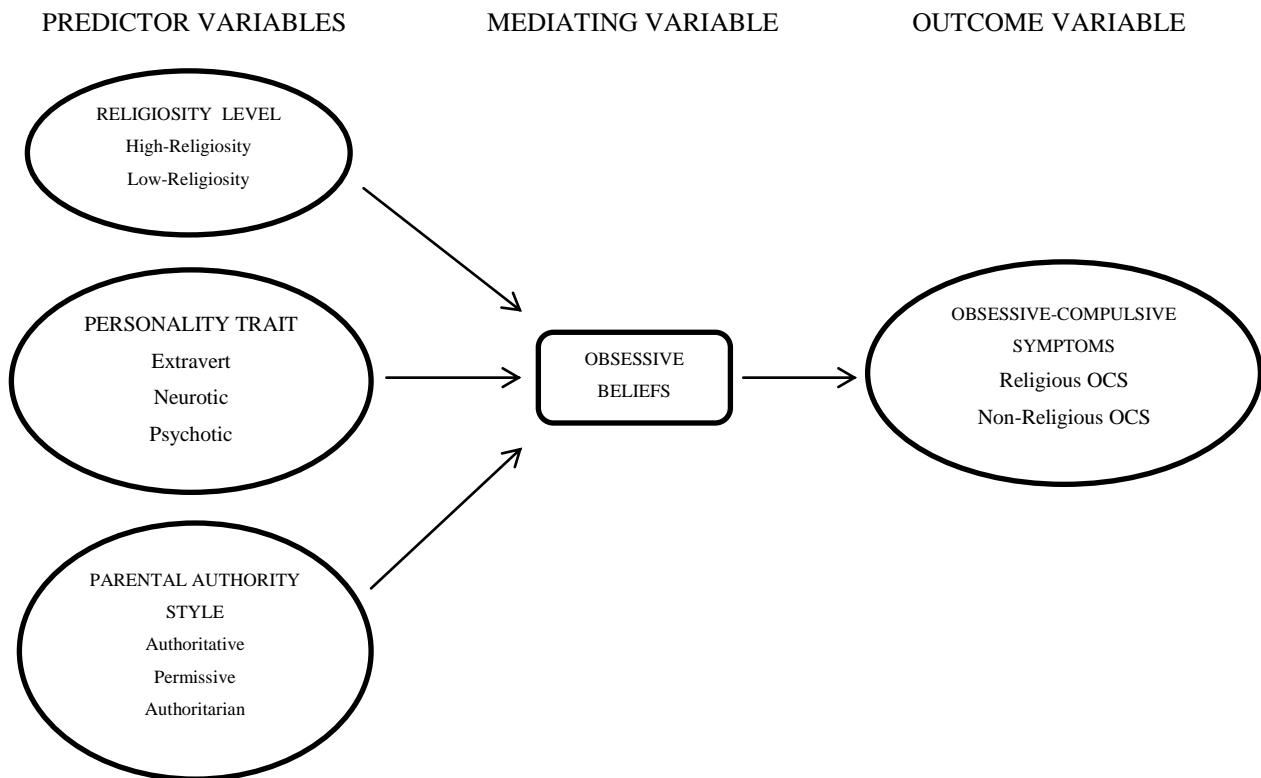 PREDICTOR VARIABLES
MEDIATING VARIABLE
OUTCOME VARIABLE
RELIGIOSITY LEVEL
High-Religiosity
Low-Religiosity
PERSONALITY TRAIT
Extravert
Neurotic
Psychotic
PARENTAL AUTHORITY
STYLE
Authoritative
Permissive
Authoritarian
OBSESSIVE
BELIEFS
OBSESSIVE-COMPULSIVE
SYMPTOMS
Religious OCS
Non-Religious OCS